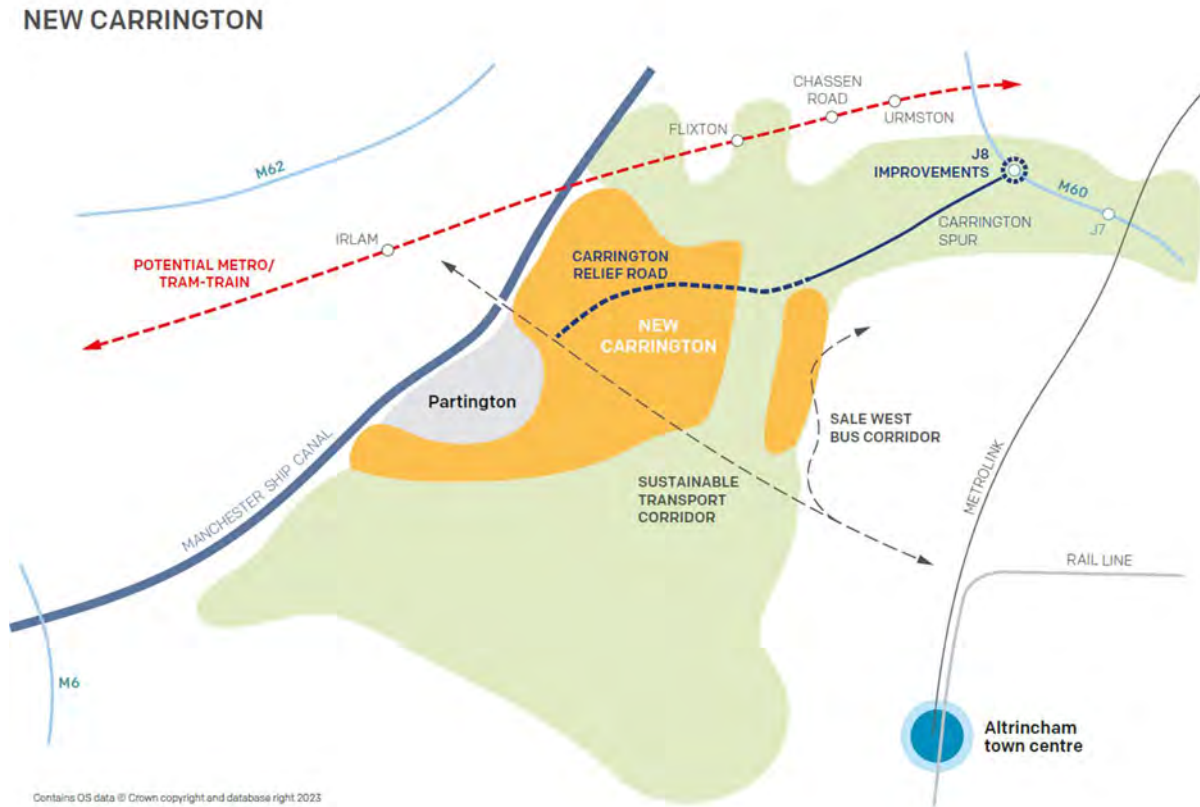 NEW CARRINGTON
CHASSEN
ROAD
FLIXTON
URMSTON
J8
IMPROVEMENTS
M62
M60
IRLAM
CARRINGTON
SPUR
J7
POTENTIAL METRO/
TRAM-TRAIN
CARRINGTON
RELIEF ROAD
NEW
CARRINGTON
Partington
SALE WEST
BUS CORRIDOR
METROLINK
MANCHESTER SHIP CANAL
SUSTAINABLE
TRANSPORT
CORRIDOR
RAIL LINE
M6
Altrincham
town centre
Contains OS data © Crown copyright and database right 2023